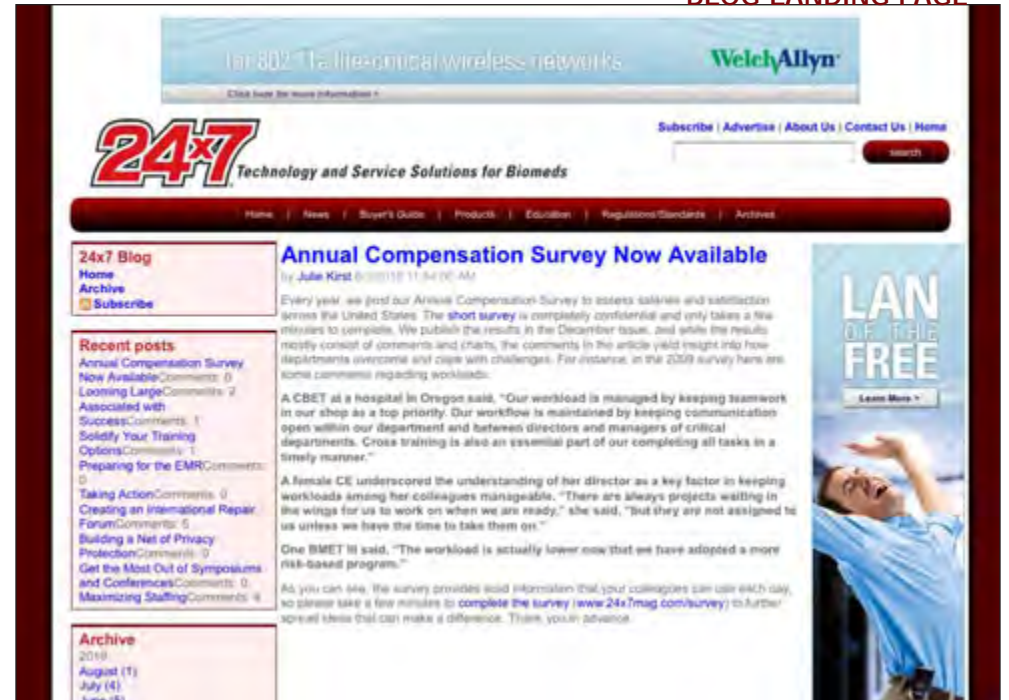 BLOG LANDING PAGE
for 802.11a life-critical wireless networks
WelchAllyn
Click here for more information >
24x7
Technology and Service Solutions for Biomeds
Subscribe | Advertise | About Us | Contact Us | Home
search
Home | News | Buyer's Guide | Products | Education | Regulations/Standards | Archives
24x7 Blog
Home
Archive
Subscribe
Recent posts
Annual Compensation Survey
Now AvailableComments: 0
Looming LargeComments: 2
Associated with
SuccessComments: 1
Solidify Your Training
OptionsComments: 1
Preparing for the EMRComments:
0
Taking ActionComments: 0
Creating an International Repair
ForumComments: 5
Building a Net of Privacy
ProtectionComments: 0
Get the Most Out of Symposiums
and ConferencesComments: 0
Maximizing StaffingComments: 4
Archive
2010
August (1)
July (4)
June (5)
Annual Compensation Survey Now Available
by Julie Kirst
Every year, we post our Annual Compensation Survey to assess salaries and satisfaction
across the United States. The short survey is completely confidential and only takes a few
minutes to complete. We publish the results in the December issue, and while the results
mostly consist of comments and charts, the comments in the article yield insight into how
departments overcome and cope with challenges. For instance, in the 2009 survey here are
some comments regarding workloads:
A CBET at a hospital in Oregon said, "Our workload is managed by keeping teamwork
in our shop as a top priority. Our workflow is maintained by keeping communication
open within our department and between directors and managers of critical
departments. Cross training is also an essential part of our completing all tasks in a
timely manner."
A female CE underscored the understanding of her director as a key factor in keeping
workloads among her colleagues manageable. "There are always projects waiting in
the wings for us to work on when we are ready," she said, "but they are not assigned to
us unless we have the time to take them on."
One BMET III said, "The workload is actually lower now that we have adopted a more
risk-based program."
As you can see, the survey provides solid information that your colleagues can use each day,
so please take a few minutes to complete the survey (www.24x7mag.com/survey) to further
spread ideas that can make a difference. Thank you in advance.
LAN
OF THE
FREE
Learn More >